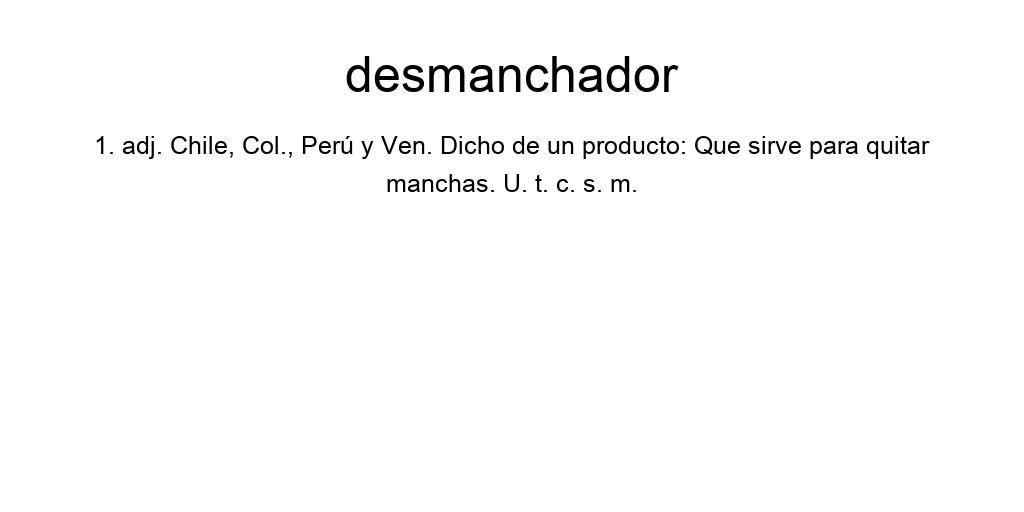 desmanchador
1. adj. Chile, Col., Perú y Ven. Dicho de un producto: Que sirve para quitar
manchas. U. t. c. s. m.